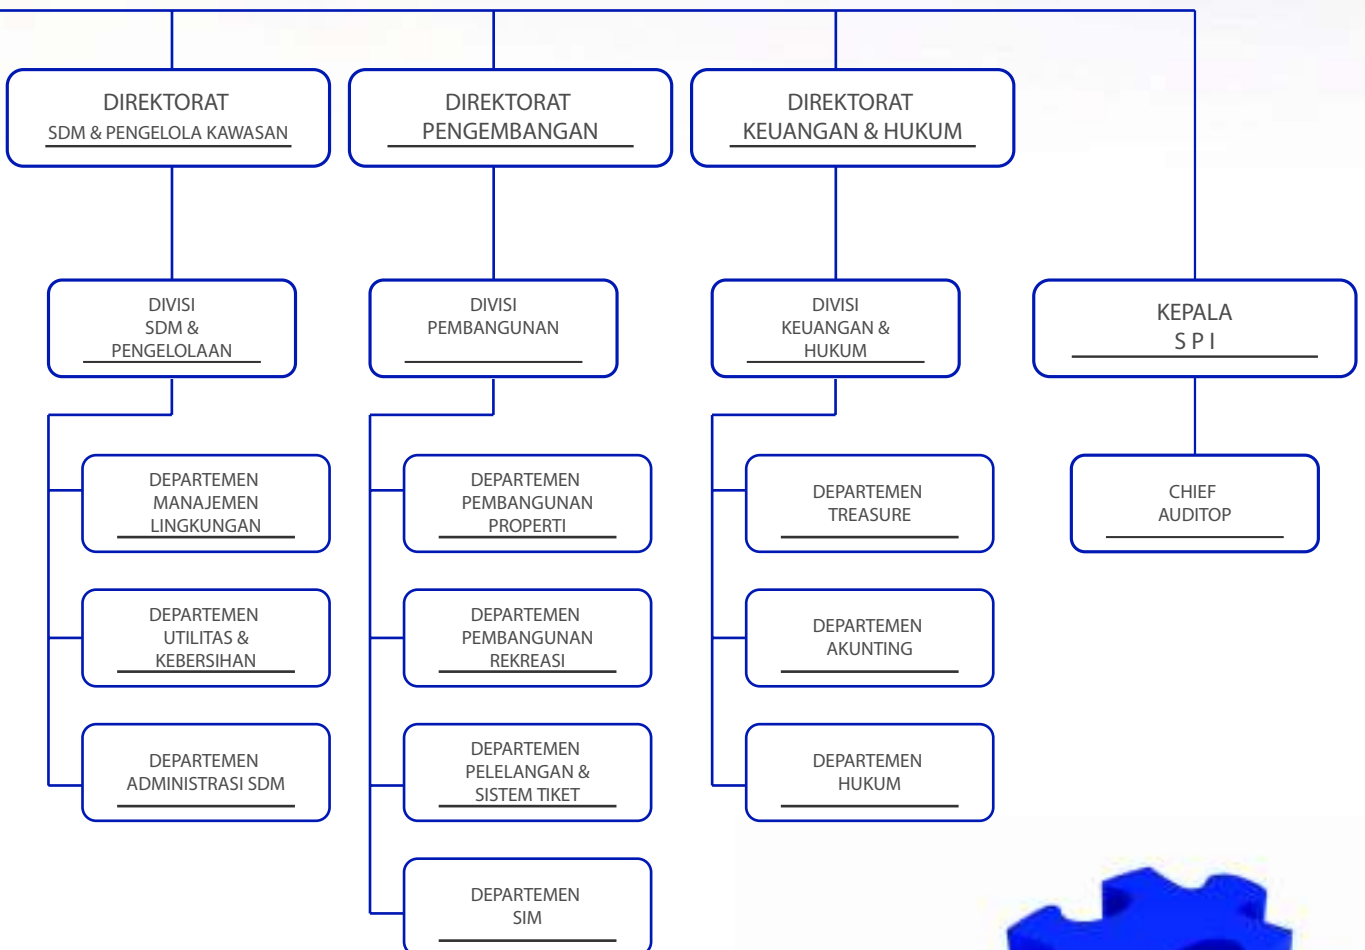 DIREKTORAT
SDM & PENGELOLA KAWASAN
DIREKTORAT
PENGEMBANGAN
DIREKTORAT
KEUANGAN & HUKUM
DIVISI
SDM &
PENGELOLAAN
DIVISI
PEMBANGUNAN
DIVISI
KEUANGAN &
HUKUM
KEPALA
S P I
DEPARTEMEN
MANAJEMEN
LINGKUNGAN
DEPARTEMEN
PEMBANGUNAN
PROPERTI
DEPARTEMEN
TREASURE
CHIEF
AUDITOP
DEPARTEMEN
UTILITAS &
KEBERSIHAN
DEPARTEMEN
PEMBANGUNAN
REKREASI
DEPARTEMEN
AKUNTING
DEPARTEMEN
ADMINISTRASI SDM
DEPARTEMEN
PELELANGAN &
SISTEM TIKET
DEPARTEMEN
HUKUM
DEPARTEMEN
SIM